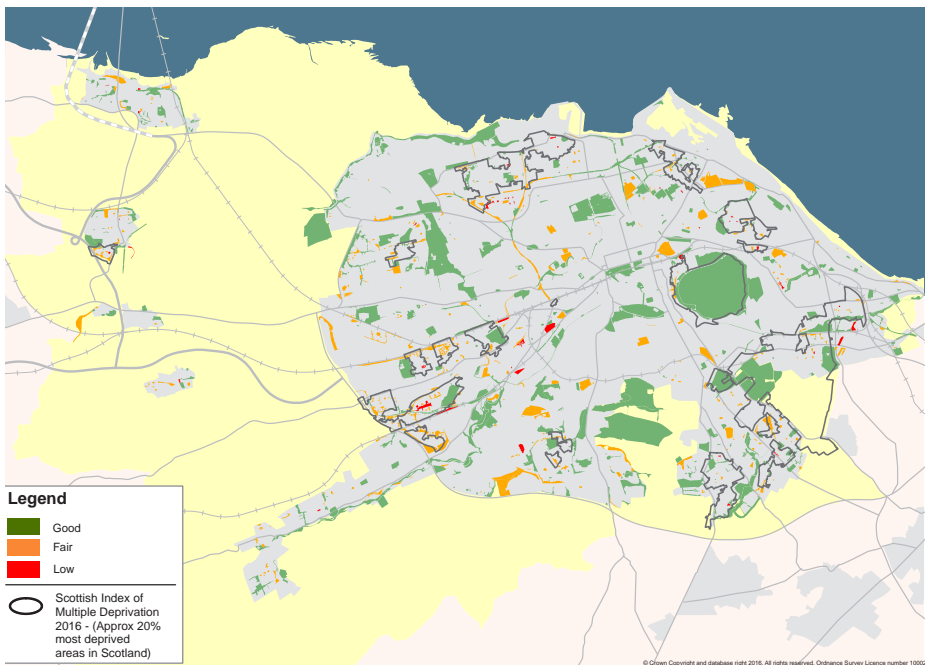 Legend
Good
Fair
Low
Scottish Index of
Multiple Deprivation
2016 - (Approx 20%
most deprived
areas in Scotland)
© Crown Copyright and database right 2016. All rights reserved. Ordnance Survey Licence number 10002